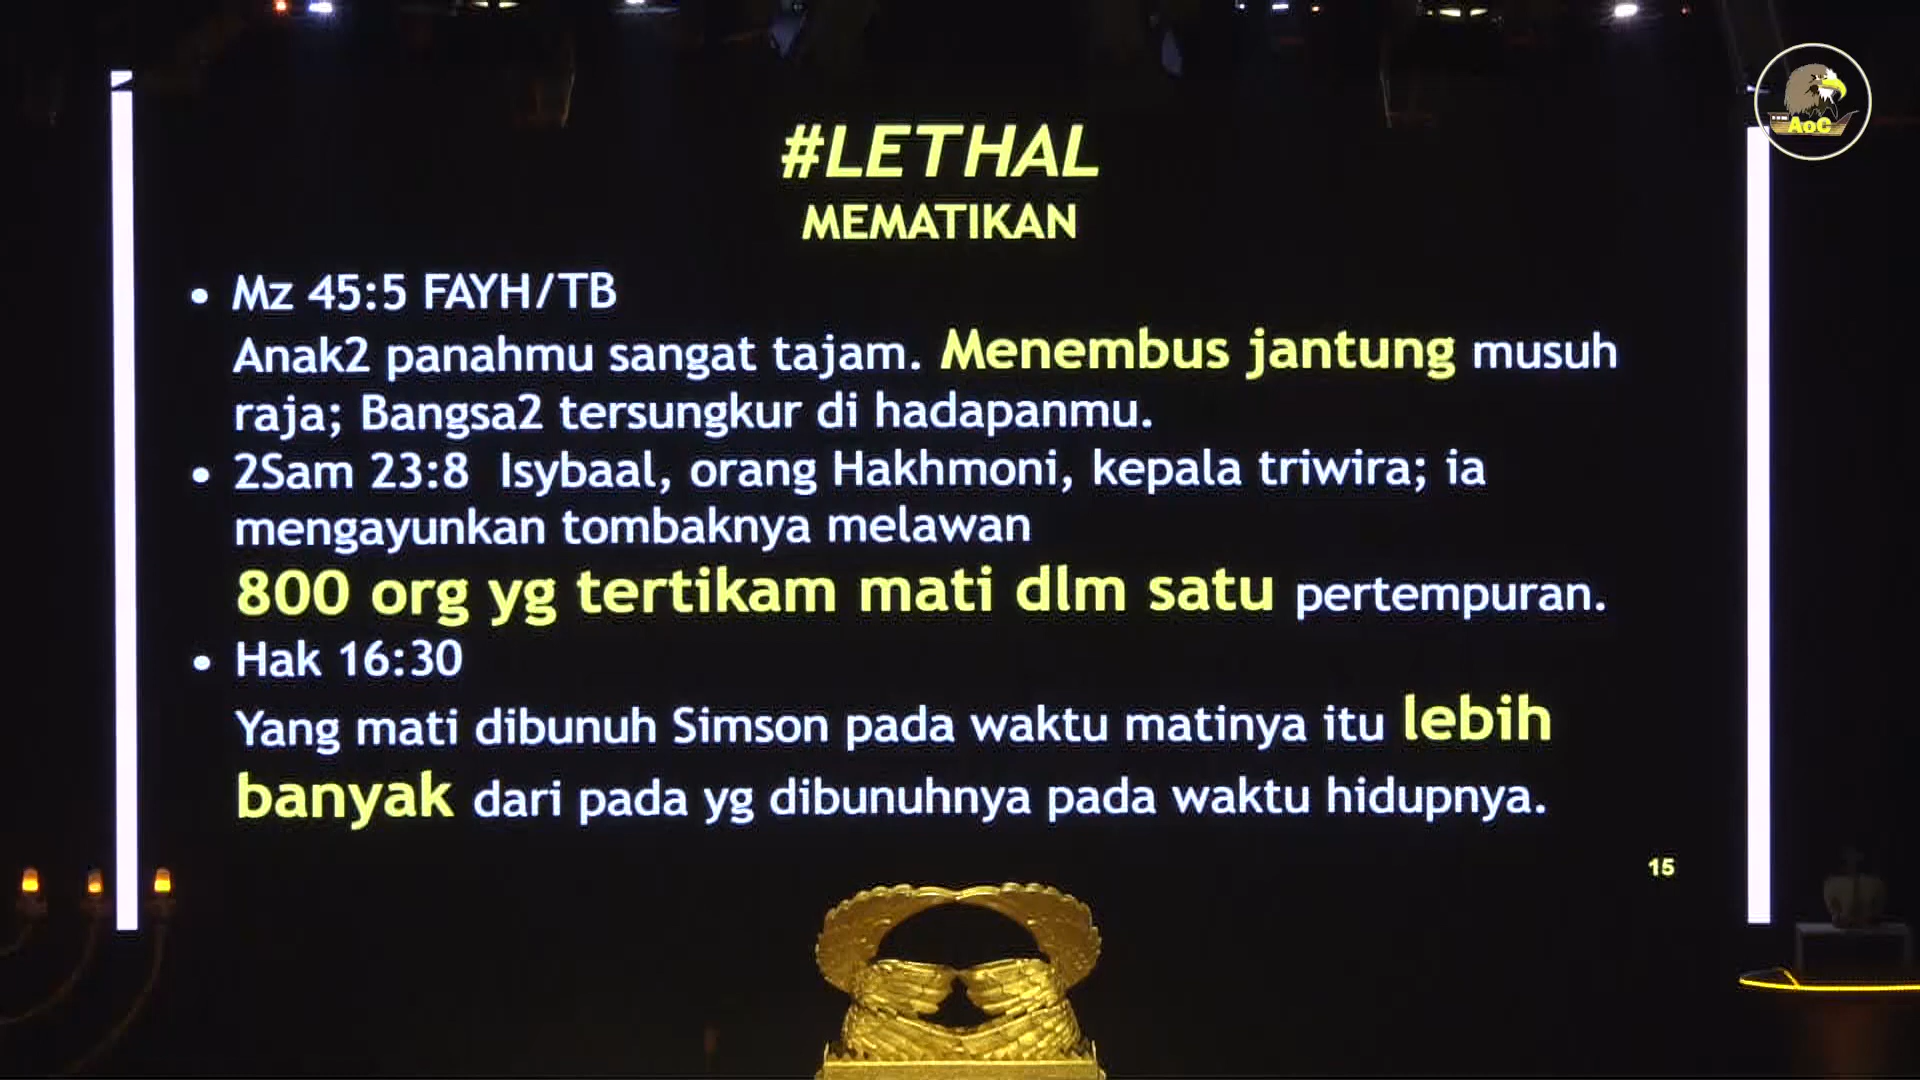 AoC
#LETHAL
MEMATIKAN
• Mz 45:5 FAYH/TB
Anak2 panahmu sangat tajam. Menembus jantung musuh
raja; Bangsa2 tersungkur di hadapanmu.
• 2Sam 23:8 Isybaal, orang Hakhmoni, kepala triwira; ia
mengayunkan tombaknya melawan
800 org yg tertikam mati dlm satu pertempuran.
• Hak 16:30
Yang mati dibunuh Simson pada waktu matinya itu lebih
banyak dari pada yg dibunuhnya pada waktu hidupnya.
15